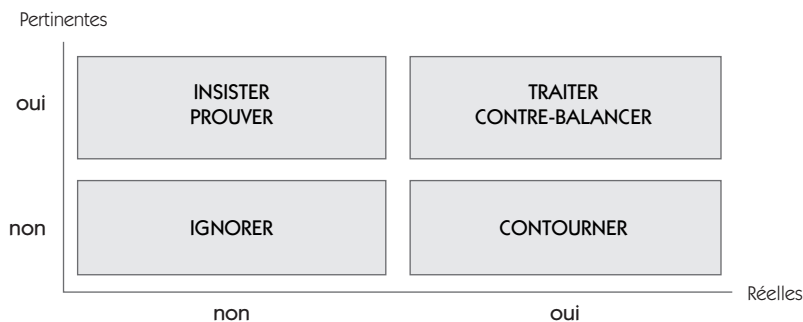 Pertinentes
oui
INSISTER
PROUVER
TRAITER
CONTRE-BALANCER
non
IGNORER
CONTOURNER
Réelles
non
oui